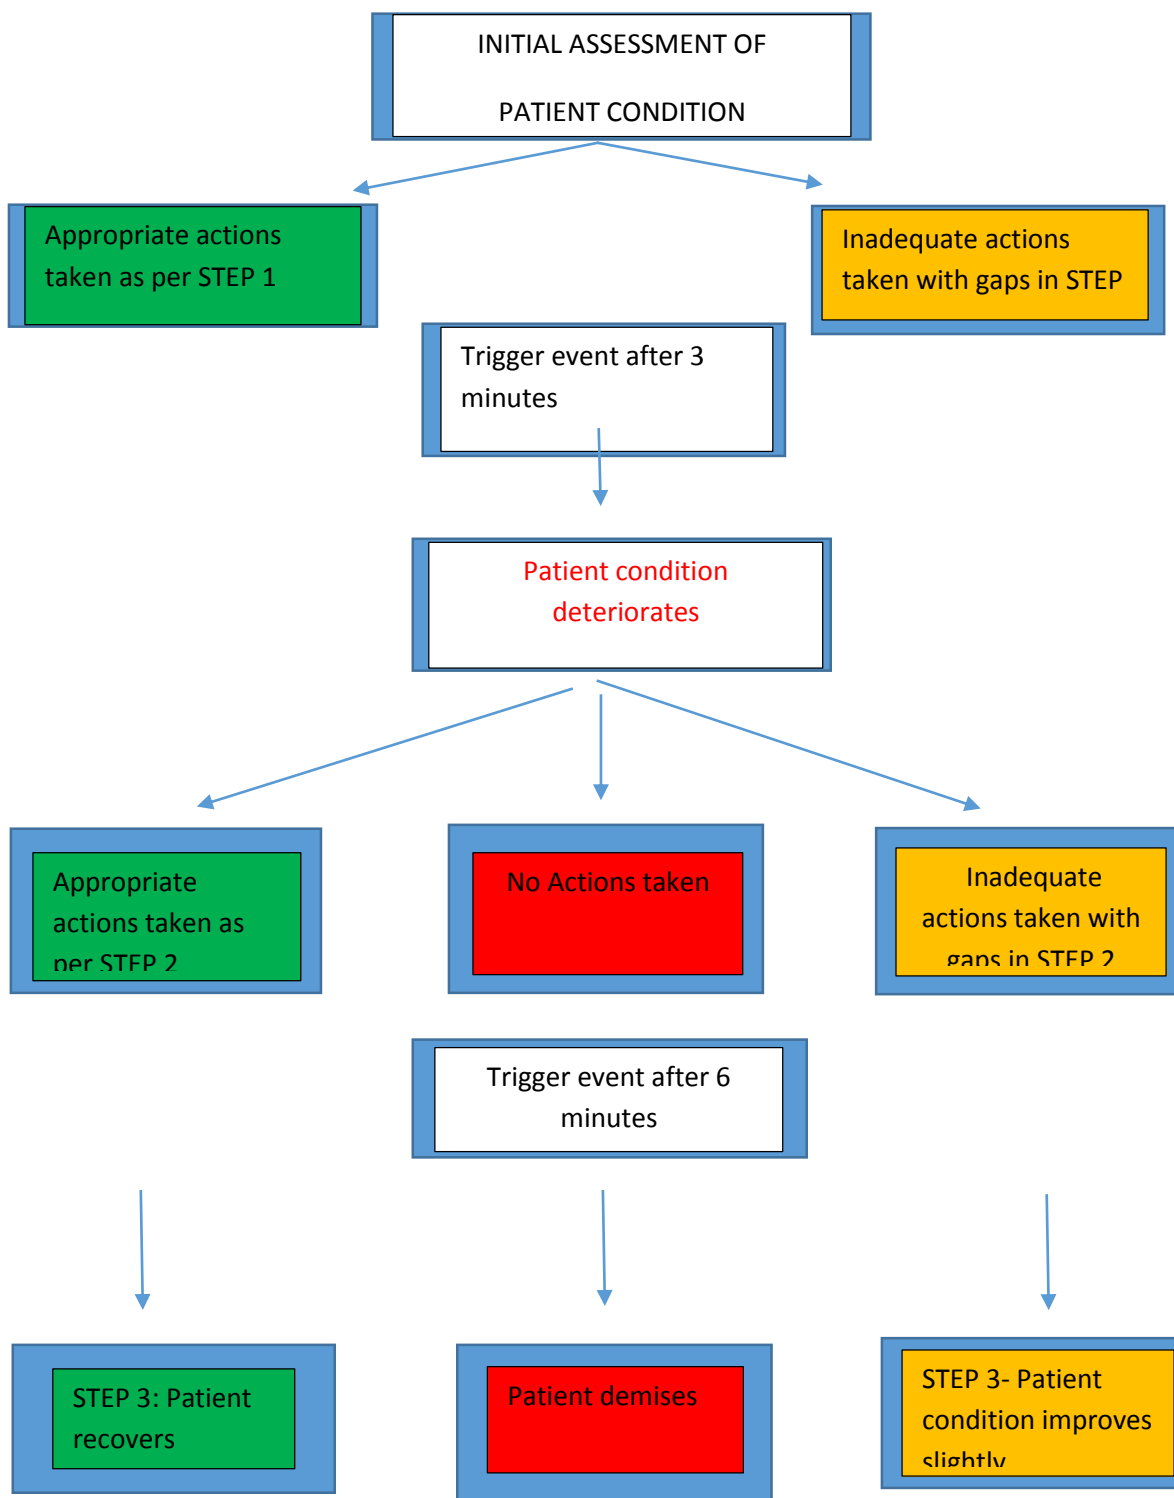 INITIAL ASSESSMENT OF
PATIENT CONDITION
Appropriate actions
taken as per STEP 1
Inadequate actions
taken with gaps in STEP
Trigger event after 3
minutes
Patient condition
deteriorates
Appropriate
actions taken as
per STEP 2
No Actions taken
Inadequate
actions taken with
gaps in STEP 2
Trigger event after 6
minutes
STEP 3: Patient
recovers
Patient demises
STEP 3- Patient
condition improves
slightly